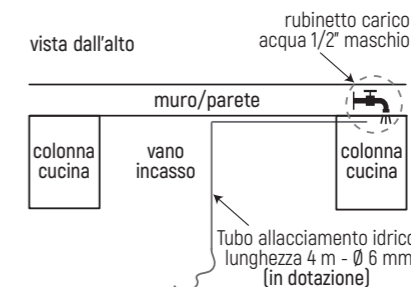 vista dall'alto
rubinetto carico
acqua 1/2" maschio
muro/parete
colonna
cucina
vano
incasso
colonna
cucina
Tubo allacciamento idrico
lunghezza 4 m - Ø 6 mm
(in dotazione)